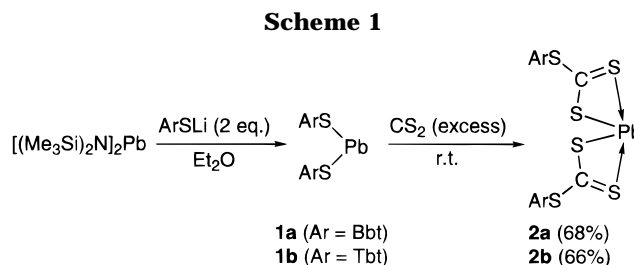 Scheme 1
[(Me3Si)2N]2Pb
ArSLi (2 eq.)
Et2O
ArS
Pb
ArS
CS2 (excess)
r.t.
ArS
C
S
S
Pb
S
C
S
ArS
1a (Ar = Bbt)
1b (Ar = Tbt)
2a (68%)
2b (66%)